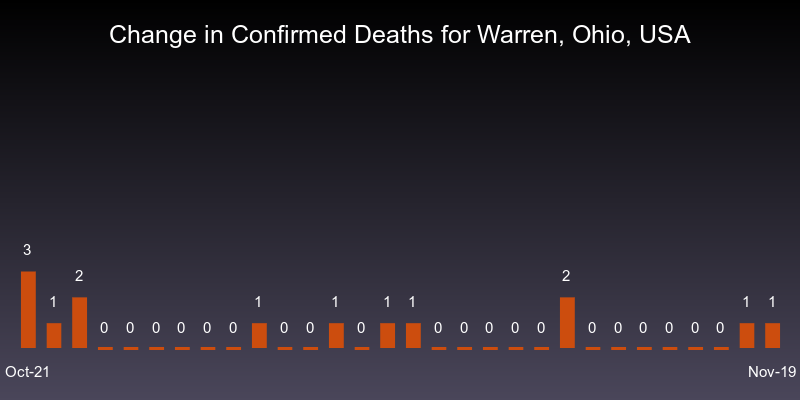 Change in Confirmed Deaths for Warren, Ohio, USA
3 1 2 0 0 0 0 0 0 1 0 0 1 0 1 1 0 0 0 0 0 2 0 0 0 0 0 0 1 1
Oct-21 Nov-19